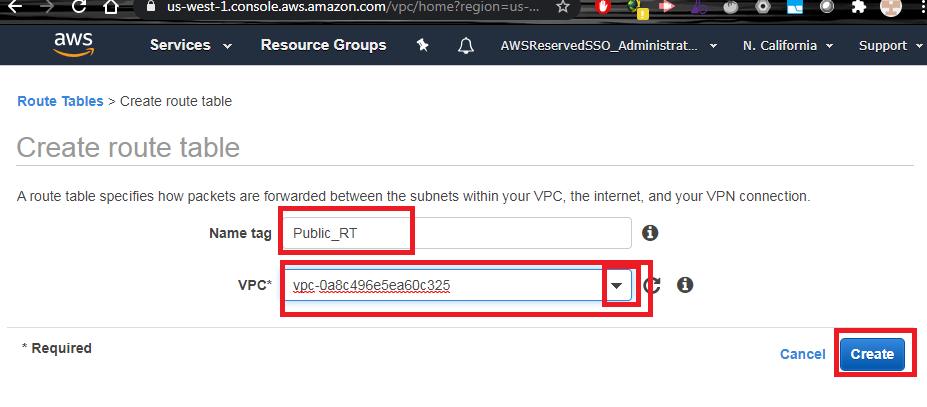 us-west-1.console.aws.amazon.com/vpc/home?region=us-...
aws Services Resource Groups AWSReservedSSO_Administrat... N. California Support
Route Tables > Create route table
Create route table
A route table specifies how packets are forwarded between the subnets within your VPC, the internet, and your VPN connection.
Name tag Public_RT
VPC* vpc-0a8c496e5ea60c325
* Required
Cancel Create